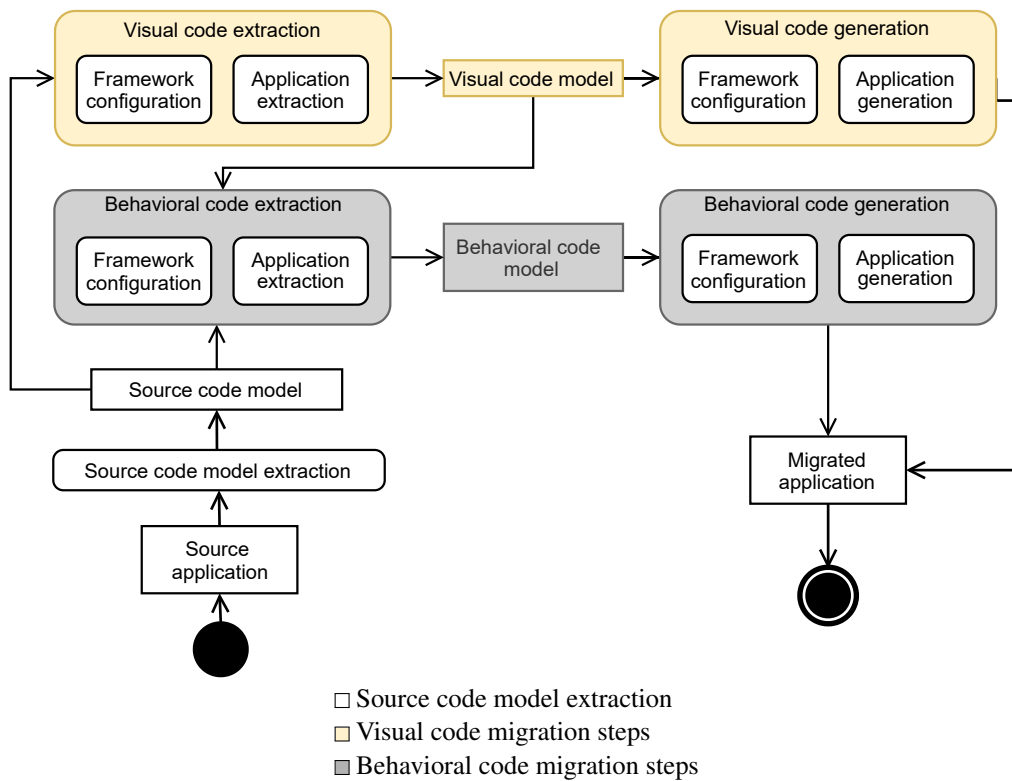 Visual code extraction
Framework
configuration
Application
extraction
Visual code model
Visual code generation
Framework
configuration
Application
generation
Behavioral code extraction
Framework
configuration
Application
extraction
Behavioral code
model
Behavioral code generation
Framework
configuration
Application
generation
Source code model
Source code model extraction
Source
application
Migrated
application
Source code model extraction
Visual code migration steps
Behavioral code migration steps